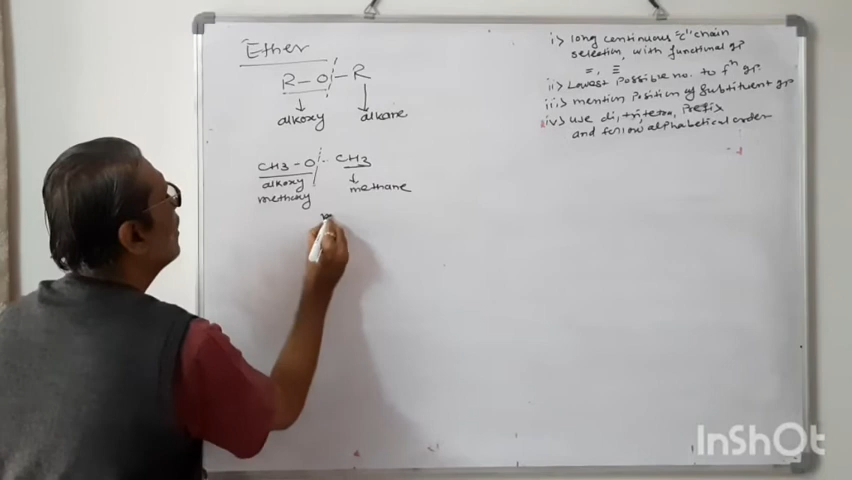 Ether
R - O - R
alkoxy alkane
CH3 - O - CH3
alkoxy
methoxy methane
i> long continuous "c" chain
selection, with functional gp
=, ≡
ii> Lowest Possible no. to fⁿ gp
iii> mention Position of substituent gp
iv> use di, tri, tetra, prefix
and follow alphabetical order
InShOt